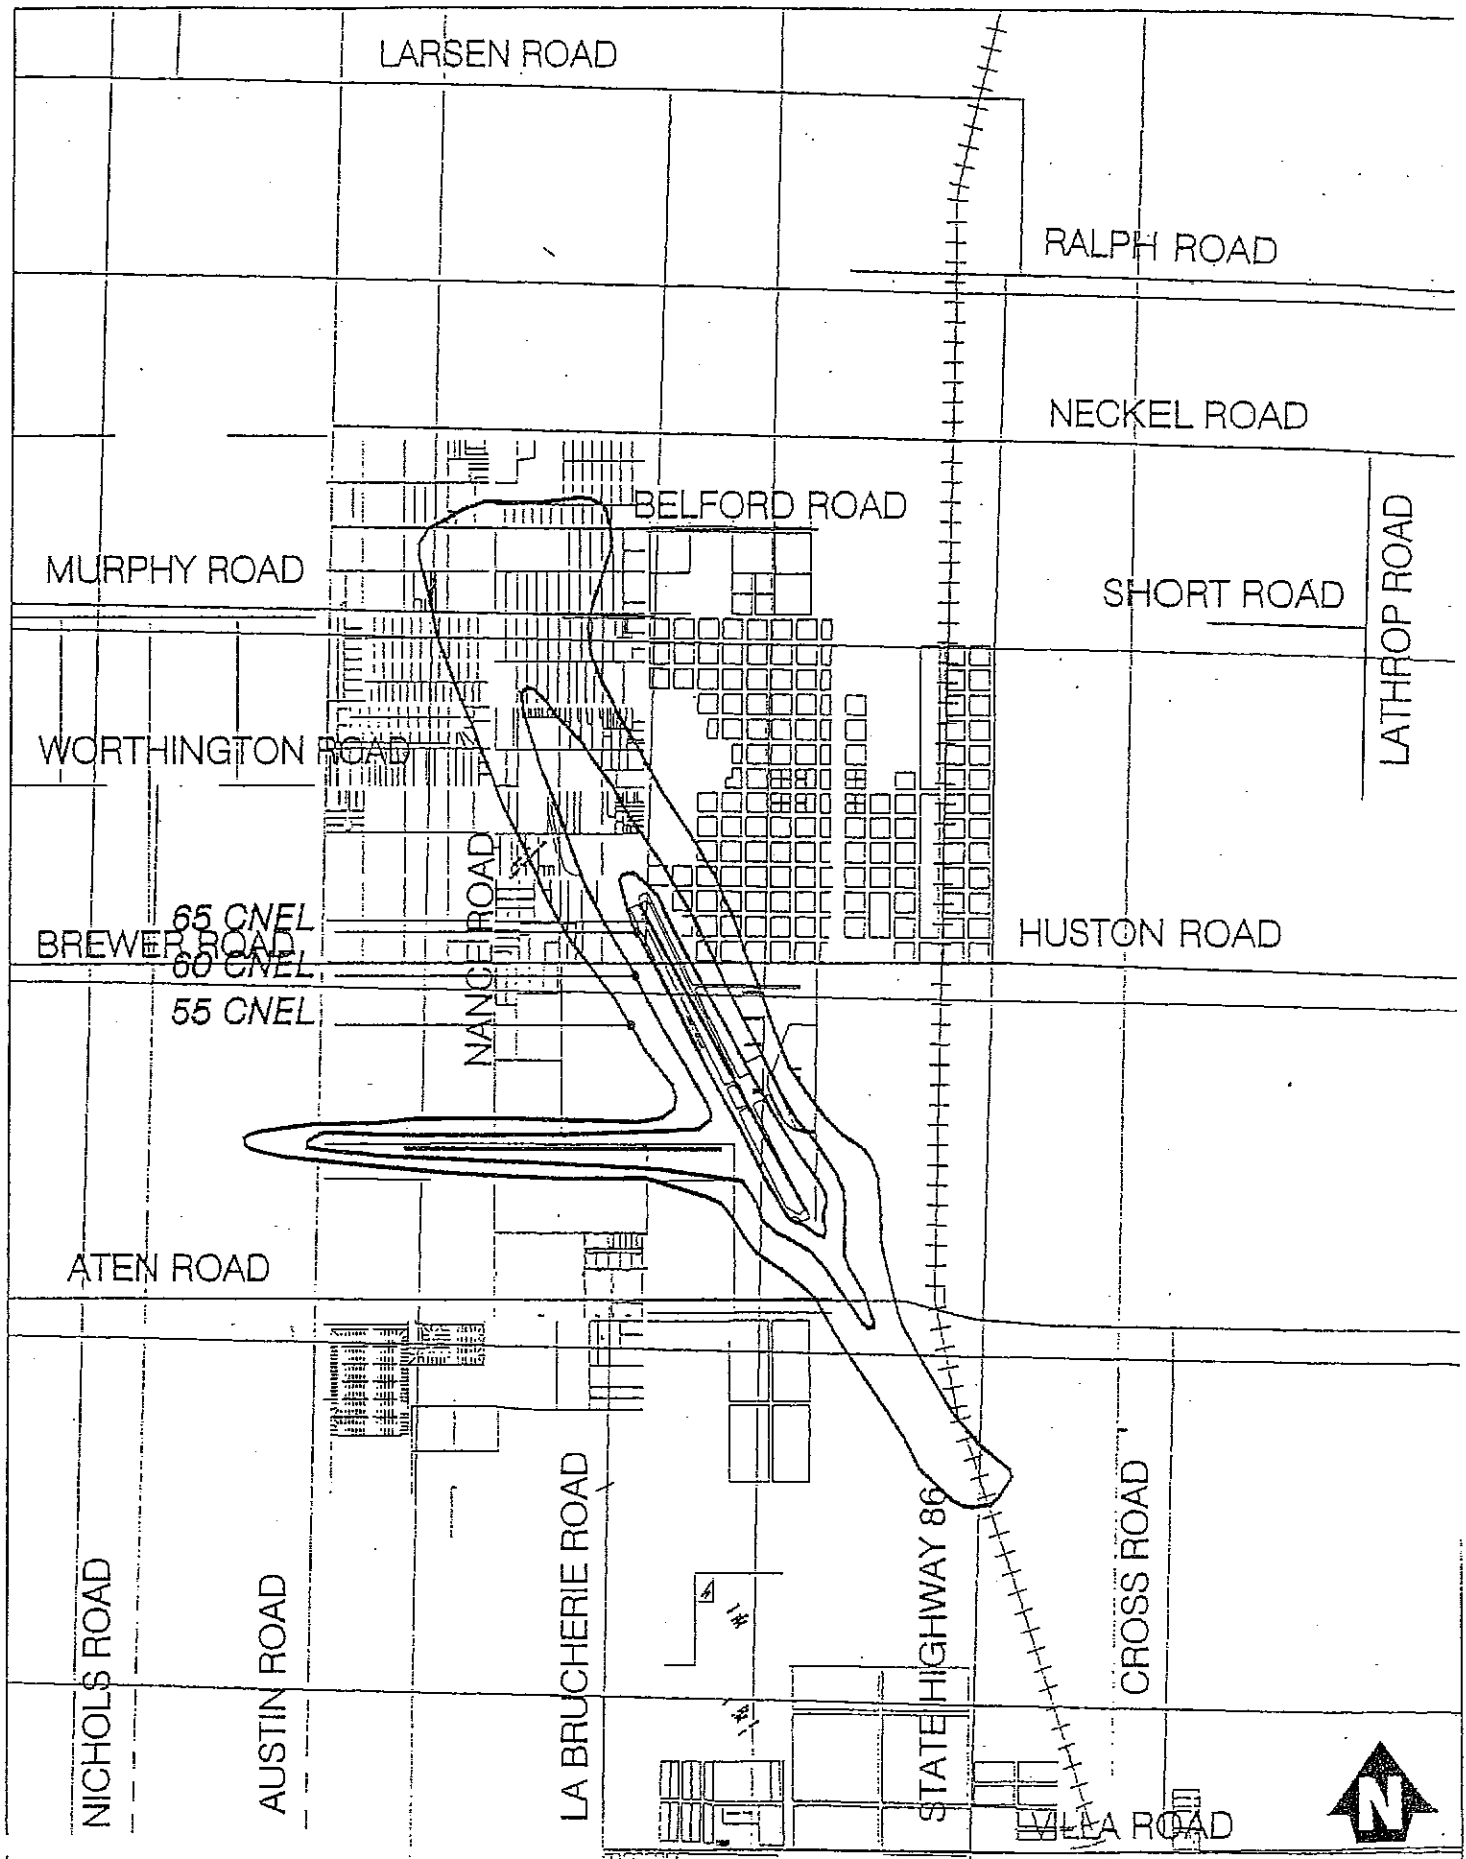 LARSEN ROAD
RALPH ROAD
NECKEL ROAD
BELFORD ROAD
MURPHY ROAD
SHORT ROAD
LATHROP ROAD
WORTHINGTON ROAD
NANCE ROAD
65 CNEL
BREWER ROAD
60 CNEL
HUSTON ROAD
55 CNEL
ATEN ROAD
NICHOLS ROAD
AUSTIN ROAD
LA BRUCHERIE ROAD
STATE HIGHWAY 86
CROSS ROAD
VILLA ROAD
N